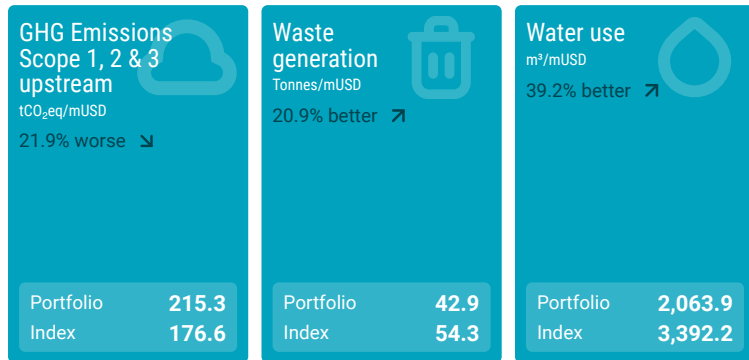 GHG Emissions
Scope 1, 2 & 3
upstream
tCO₂eq/mUSD
21.9% worse
Portfolio 215.3
Index 176.6
Waste
generation
Tonnes/mUSD
20.9% better
Portfolio 42.9
Index 54.3
Water use
m³/mUSD
39.2% better
Portfolio 2,063.9
Index 3,392.2